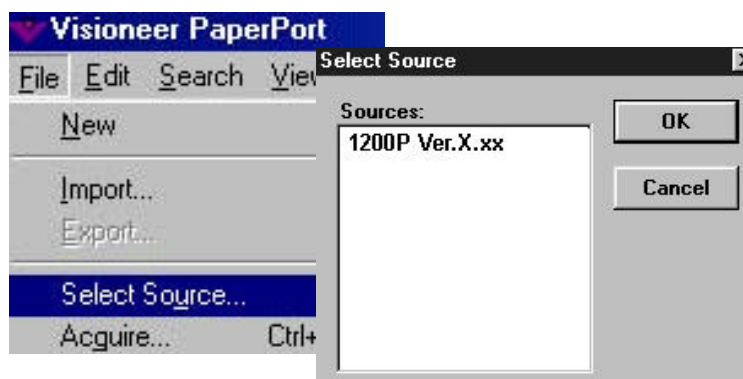 Visioneer PaperPort
File Edit Search View
New
Import...
Export...
Select Source...
Acquire... Ctrl+
Select Source
Sources:
1200P Ver.X.xx
OK
Cancel